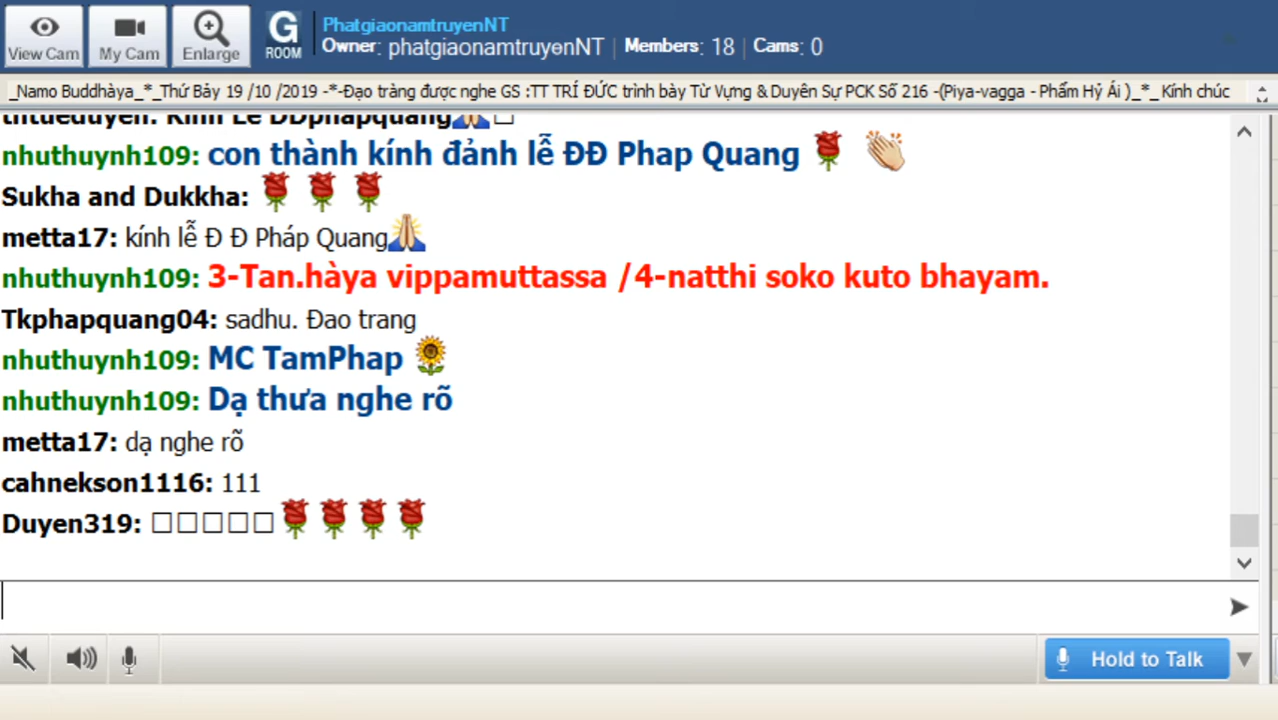 View Cam
My Cam
Enlarge
G
ROOM
PhatgiaonamtruyenNT
Owner: phatgiaonamtruyenNT | Members: 18 | Cams: 0
_Namo Buddhàya_*_Thứ Bảy 19 /10 /2019 -*-Đạo tràng được nghe GS :TT TRÍ ĐỨC trình bày Từ Vựng & Duyên Sự PCK Số 216 -(Piya-vagga - Phẩm Hỷ Ái )_*_ Kính chúc
thtueduyen: Kính Lễ ĐĐphapquang🙏□
nhuthuynh109: con thành kính đảnh lễ ĐĐ Phap Quang 🌹 👏
Sukha and Dukkha: 🌹 🌹 🌹
metta17: kính lễ Đ Đ Pháp Quang🙏
nhuthuynh109: 3-Tan.hàya vippamuttassa /4-natthi soko kuto bhayam.
Tkphapquang04: sadhu. Đao trang
nhuthuynh109: MC TamPhap 🌻
nhuthuynh109: Dạ thưa nghe rõ
metta17: dạ nghe rõ
cahnekson1116: 111
Duyen319: □□□□□🌹🌹🌹🌹
Hold to Talk